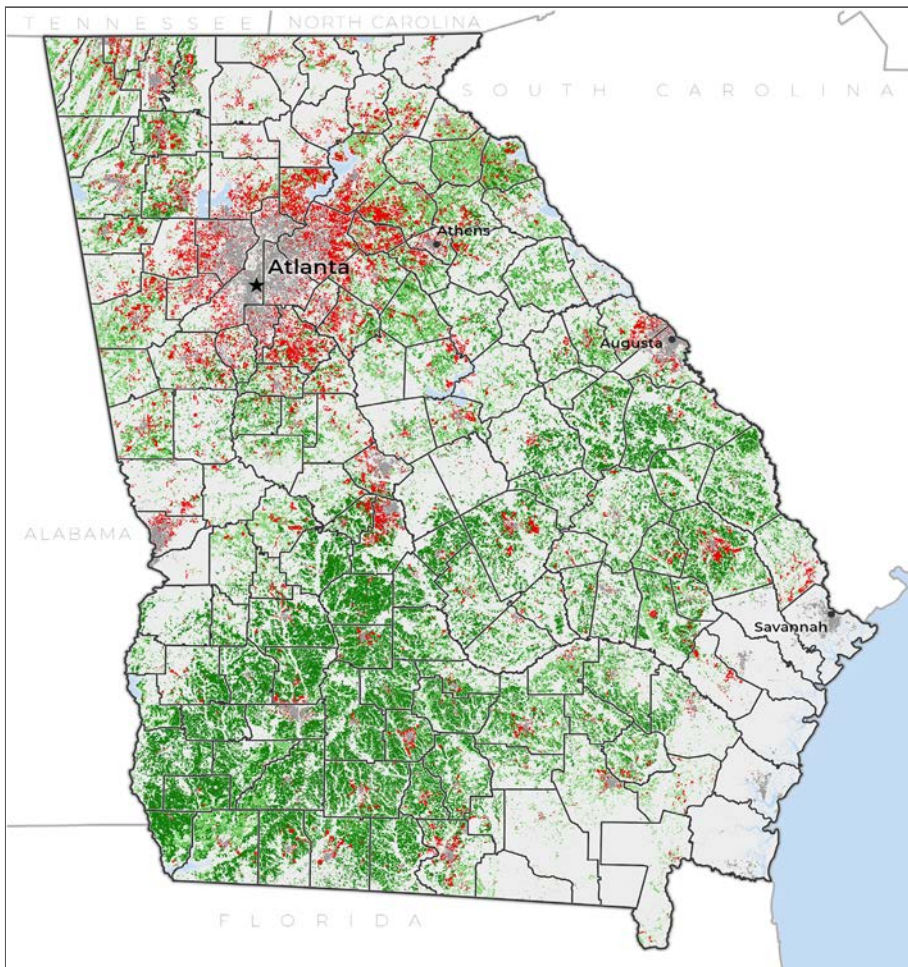 TENNESSEE
NORTH CAROLINA
SOUTH CAROLINA
Athens
Atlanta
Augusta
ALABAMA
Savannah
FLORIDA